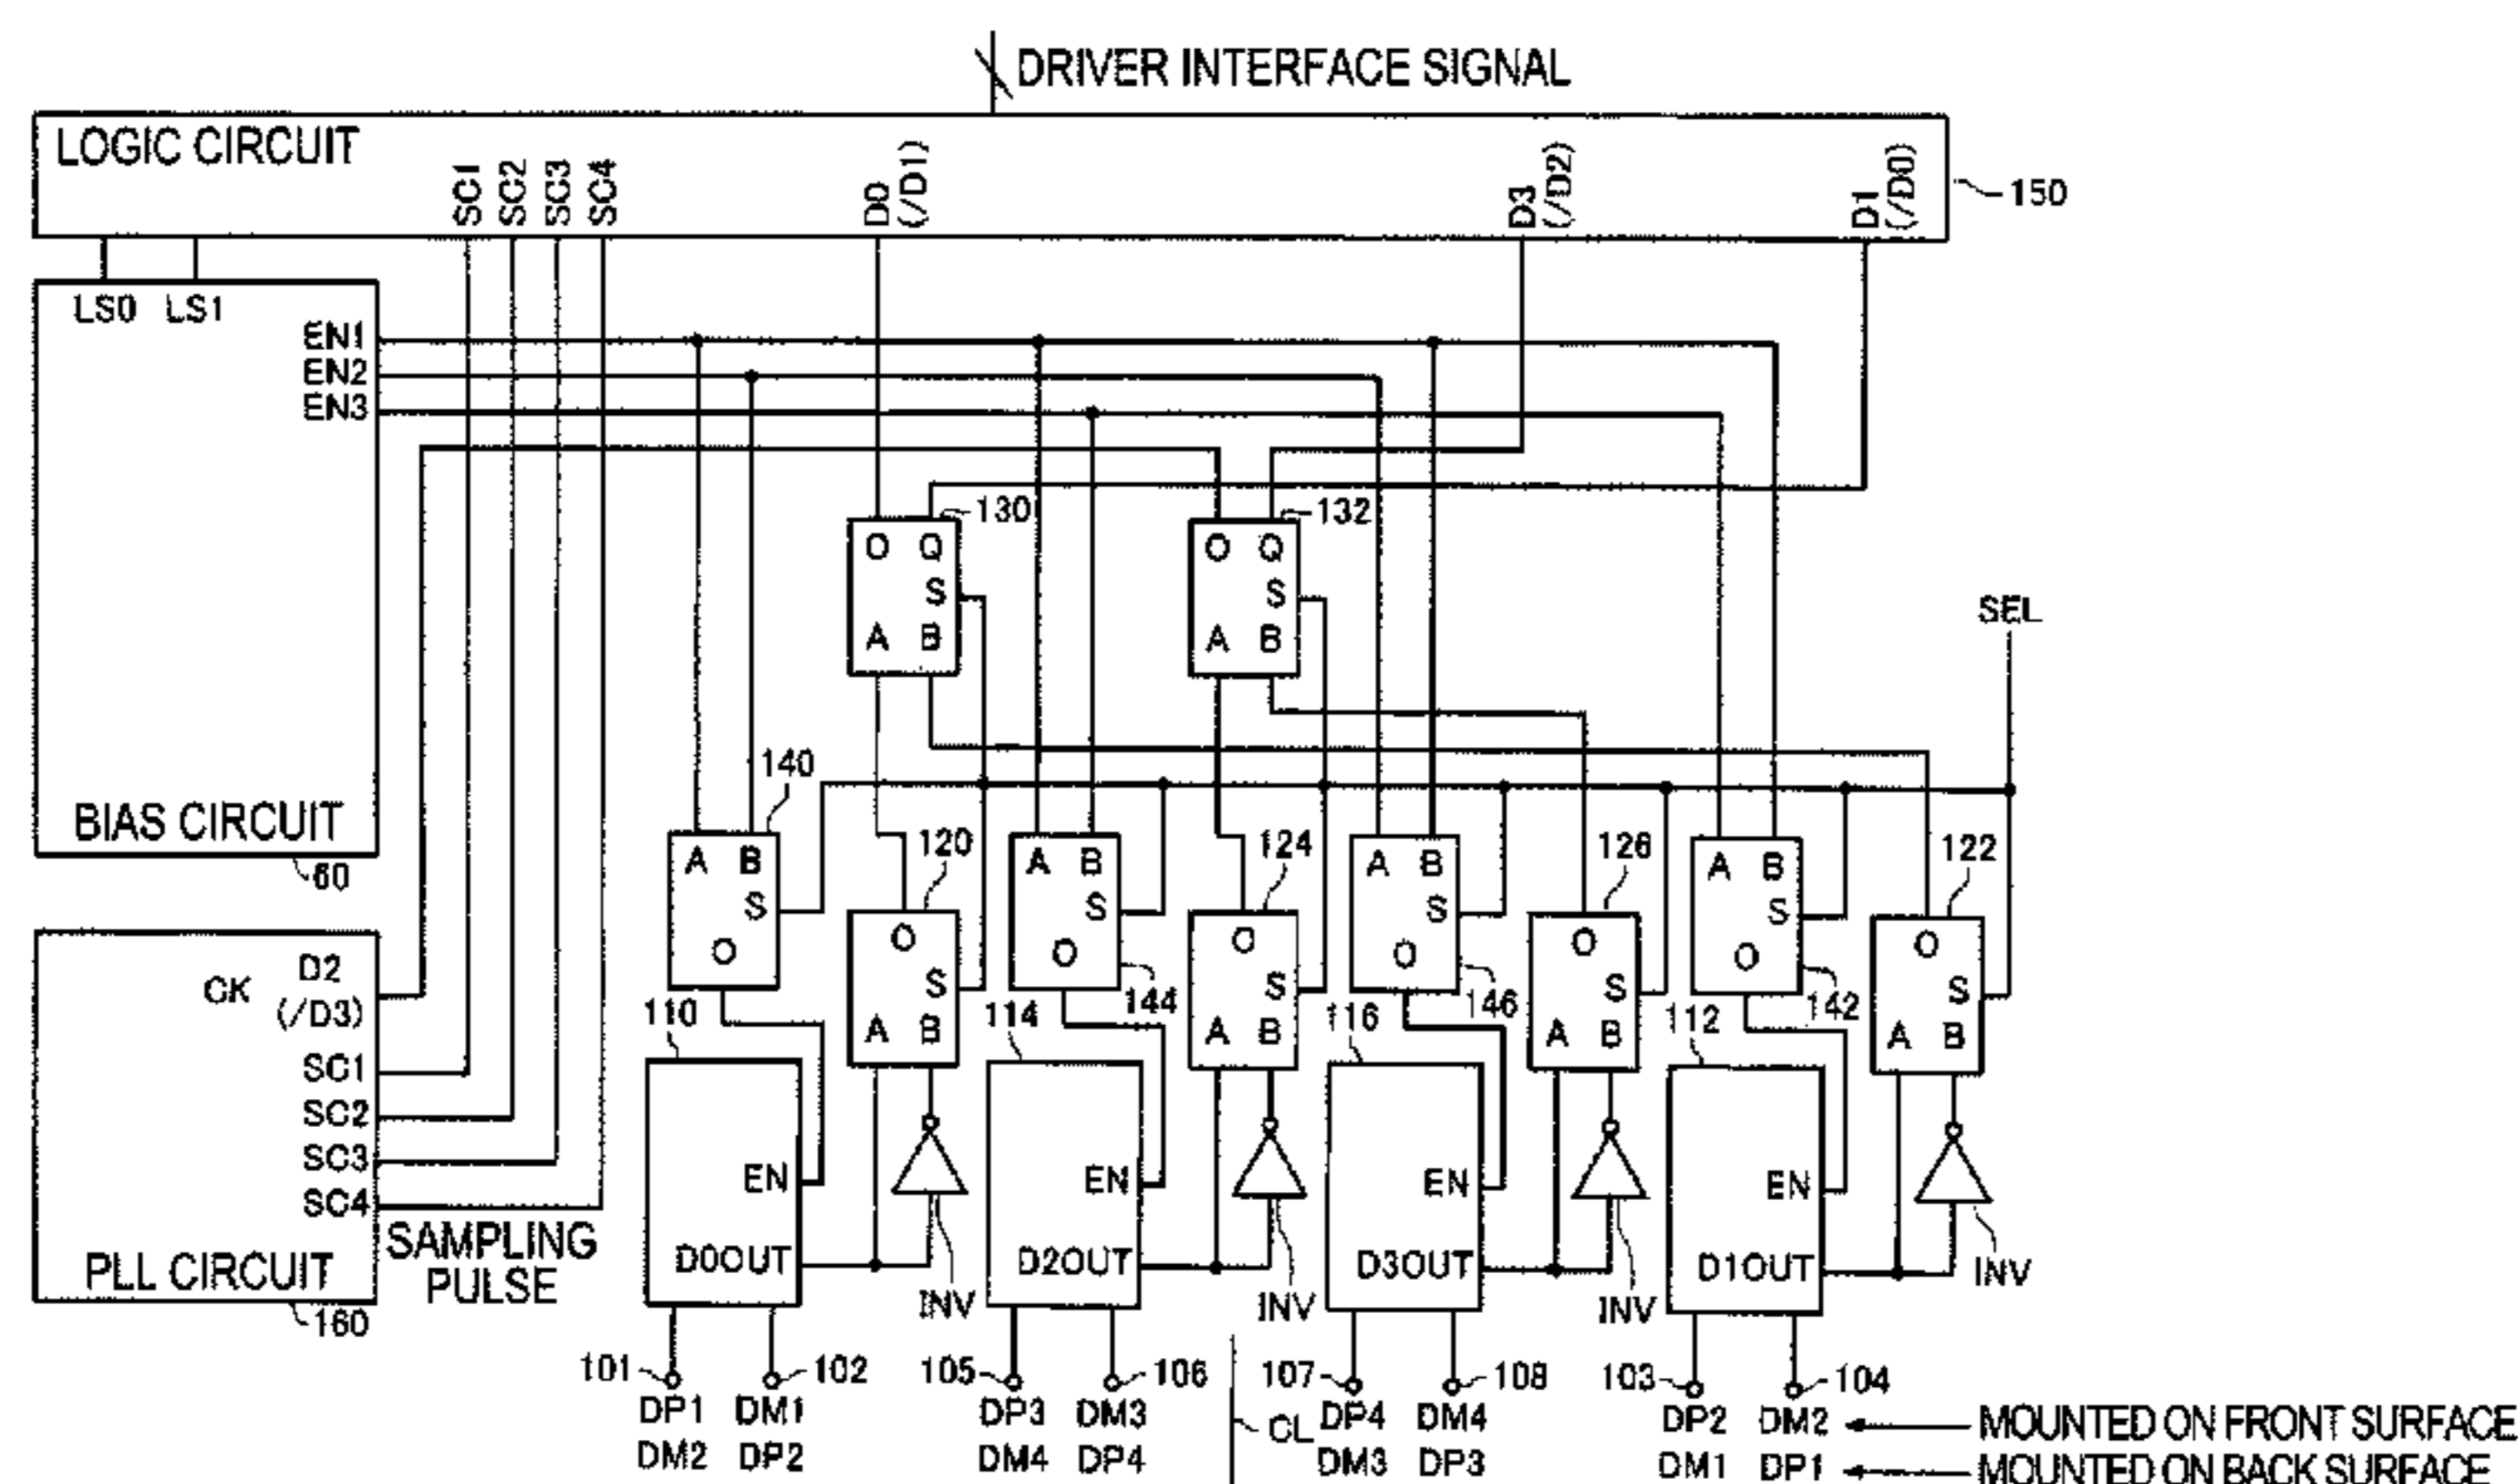 DRIVER INTERFACE SIGNAL
LOGIC CIRCUIT
SC1
SC2
SC3
SC4
D0
(/D1)
D3
(/D2)
D1
(/D0)
150
LS0 LS1
EN1
EN2
EN3
BIAS CIRCUIT
60
130
O Q
S
A B
132
O Q
S
A B
SEL
140
A B
S
O
120
O
S
A B
144
A B
S
O
124
O
S
A B
146
A B
S
O
126
O
S
A B
142
A B
S
O
122
O
S
A B
CK
D2
(/D3)
SC1
SC2
SC3
SC4
PLL CIRCUIT
160
SAMPLING
PULSE
110
EN
D0OUT
INV
114
EN
D2OUT
INV
116
EN
D3OUT
INV
112
EN
D1OUT
INV
101 102 105 106 107 108 103 104
DP1 DM1 DP3 DM3 CL DP4 DM4 DP2 DM2 MOUNTED ON FRONT SURFACE
DM2 DP2 DM4 DP4 DM3 DP3 DM1 DP1 MOUNTED ON BACK SURFACE